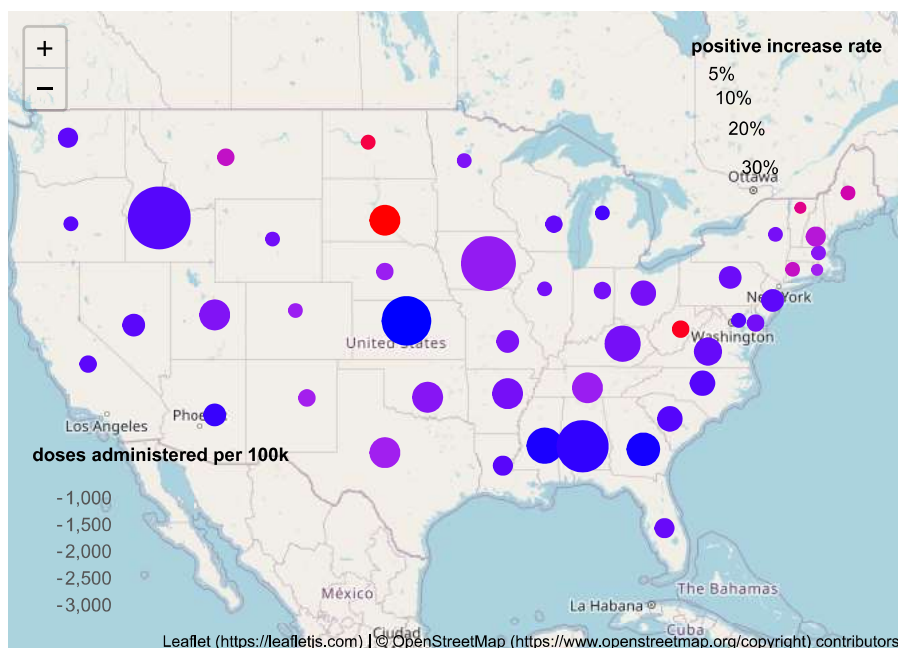 +
−
positive increase rate
5%
10%
20%
30%
Ottawa
New York
Washington
United States
Los Angeles
Phoe
doses administered per 100k
-1,000
-1,500
-2,000
-2,500
-3,000
México
The Bahamas
La Habana
Cuba
Ciudad
Leaflet (https://leafletjs.com) | © OpenStreetMap (https://www.openstreetmap.org/copyright) contributors